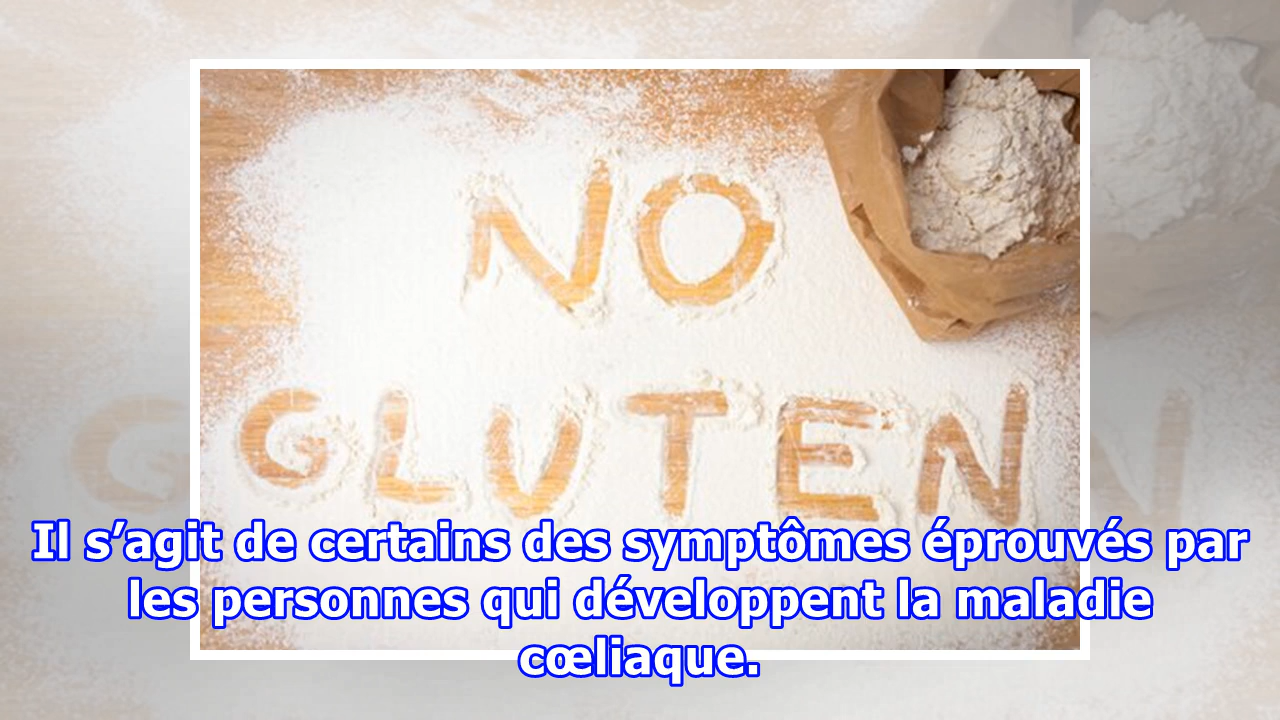 NO
GLUTEN
Il s’agit de certains des symptômes éprouvés par
les personnes qui développent la maladie
cœliaque.